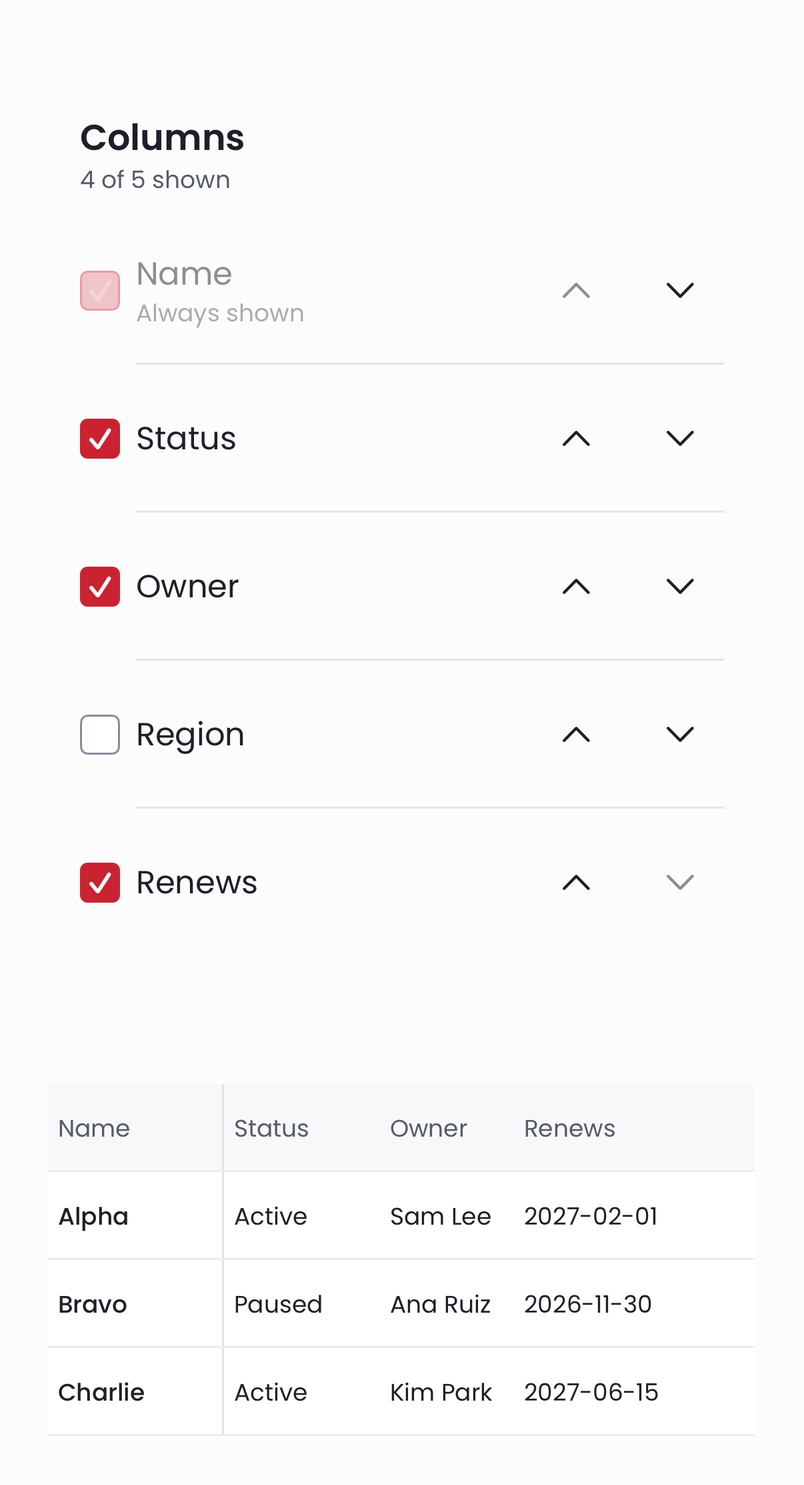 Columns
4 of 5 shown
Name
Always shown
Status
Owner
Region
Renews
Name Status Owner Renews
Alpha Active Sam Lee 2027-02-01
Bravo Paused Ana Ruiz 2026-11-30
Charlie Active Kim Park 2027-06-15